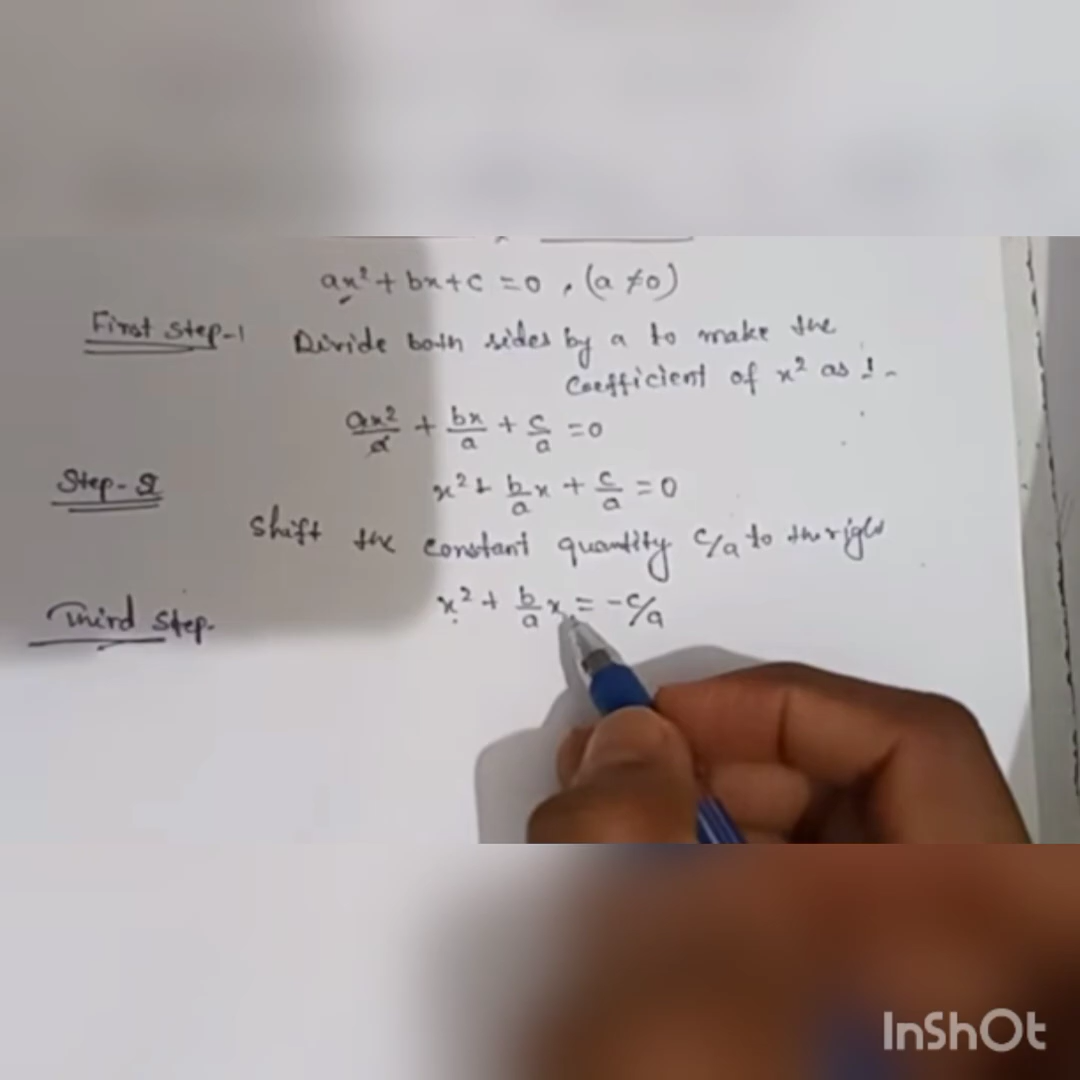 ax² + bx + c = 0, (a ≠ 0)
First Step-1 Divide both sides by a to make the
coefficient of x² as 1.
ax²/a + bx/a + c/a = 0
Step-2 x² + b/a x + c/a = 0
Shift the constant quantity c/a to the right
Third Step. x² + b/a x = -c/a
InShOt